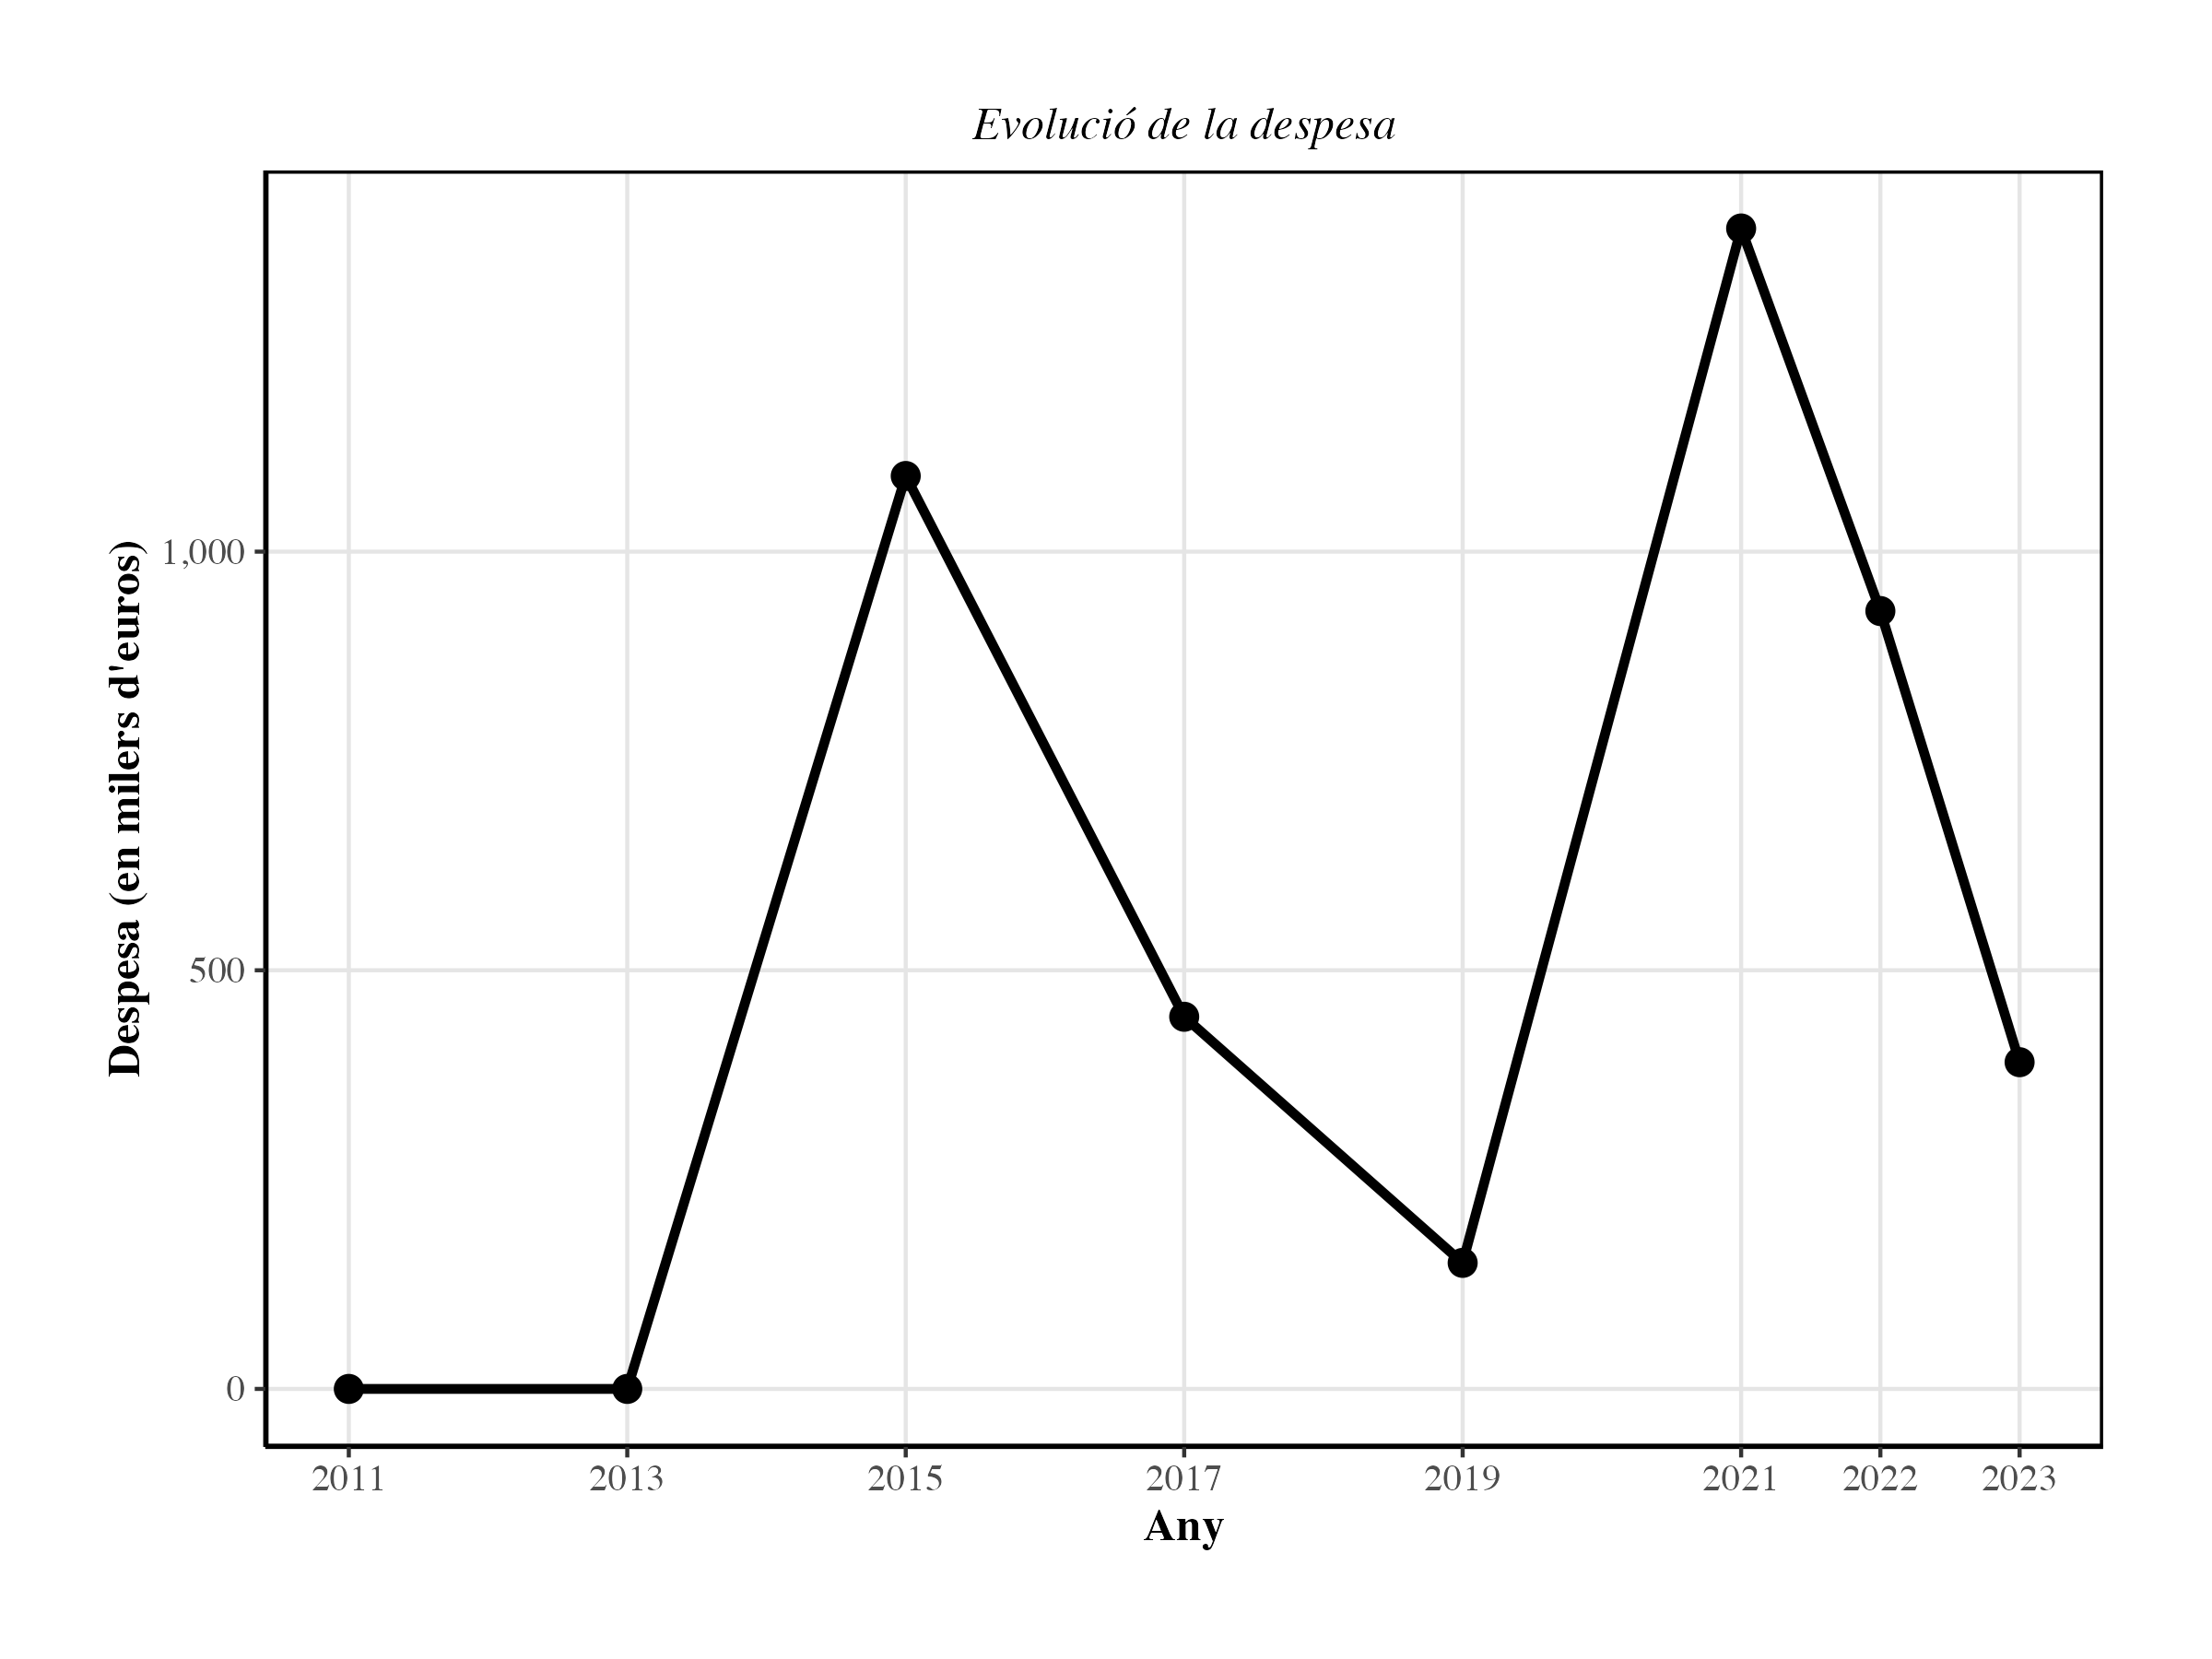 Evolució de la despesa
Despesa (en milers d'euros)
1,000
500
0
2011 2013 2015 2017 2019 2021 2022 2023
Any